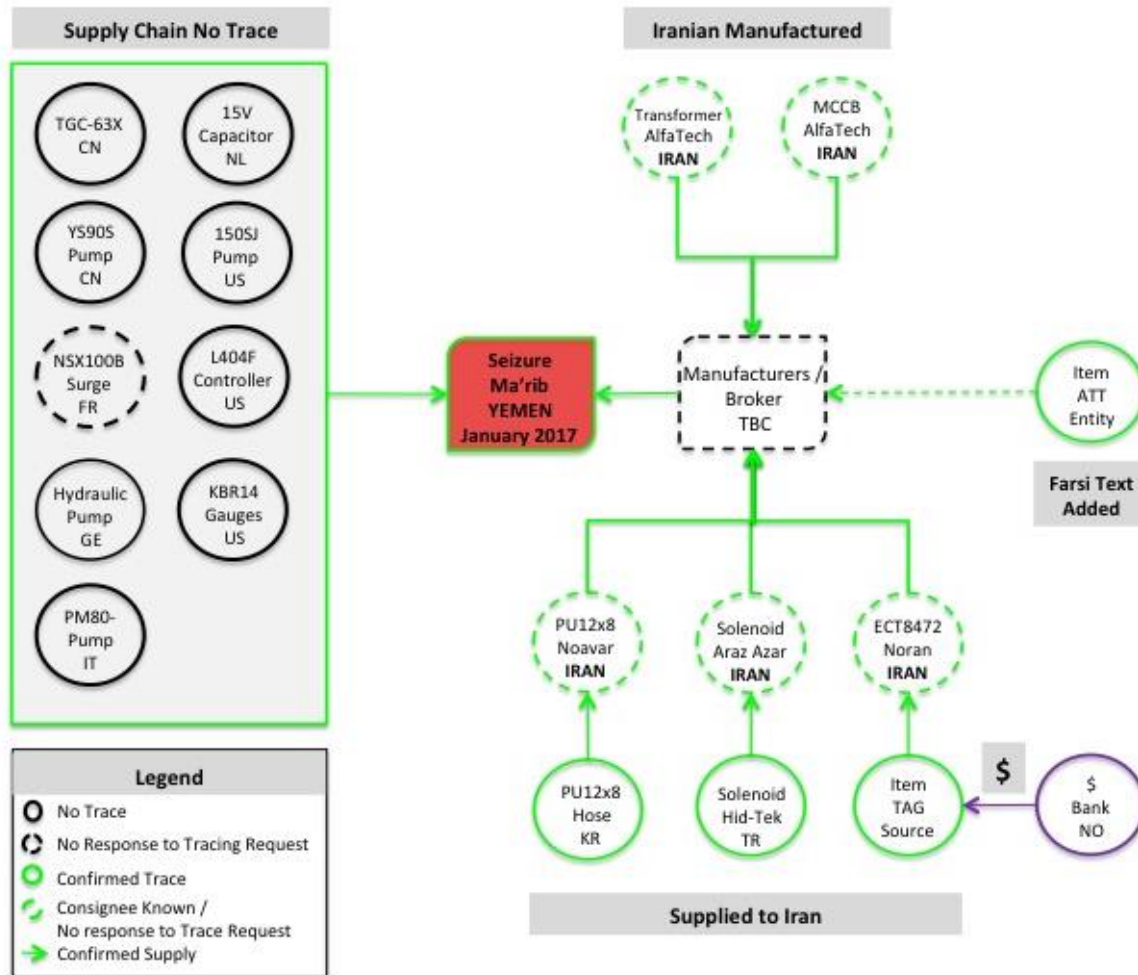 Supply Chain No Trace
TGC-63X
CN
15V
Capacitor
NL
YS90S
Pump
CN
150SJ
Pump
US
NSX100B
Surge
FR
L404F
Controller
US
Hydraulic
Pump
GE
KBR14
Gauges
US
PM80-
Pump
IT
Legend
No Trace
No Response to Tracing Request
Confirmed Trace
Consignee Known /
No response to Trace Request
Confirmed Supply
Seizure
Ma’rib
YEMEN
January 2017
Iranian Manufactured
Transformer
AlfaTech
IRAN
MCCB
AlfaTech
IRAN
Manufacturers /
Broker
TBC
Item
ATT
Entity
Farsi Text
Added
PU12x8
Noavar
IRAN
Solenoid
Araz Azar
IRAN
ECT8472
Noran
IRAN
PU12x8
Hose
KR
Solenoid
Hid-Tek
TR
Item
TAG
Source
$
$
Bank
NO
Supplied to Iran